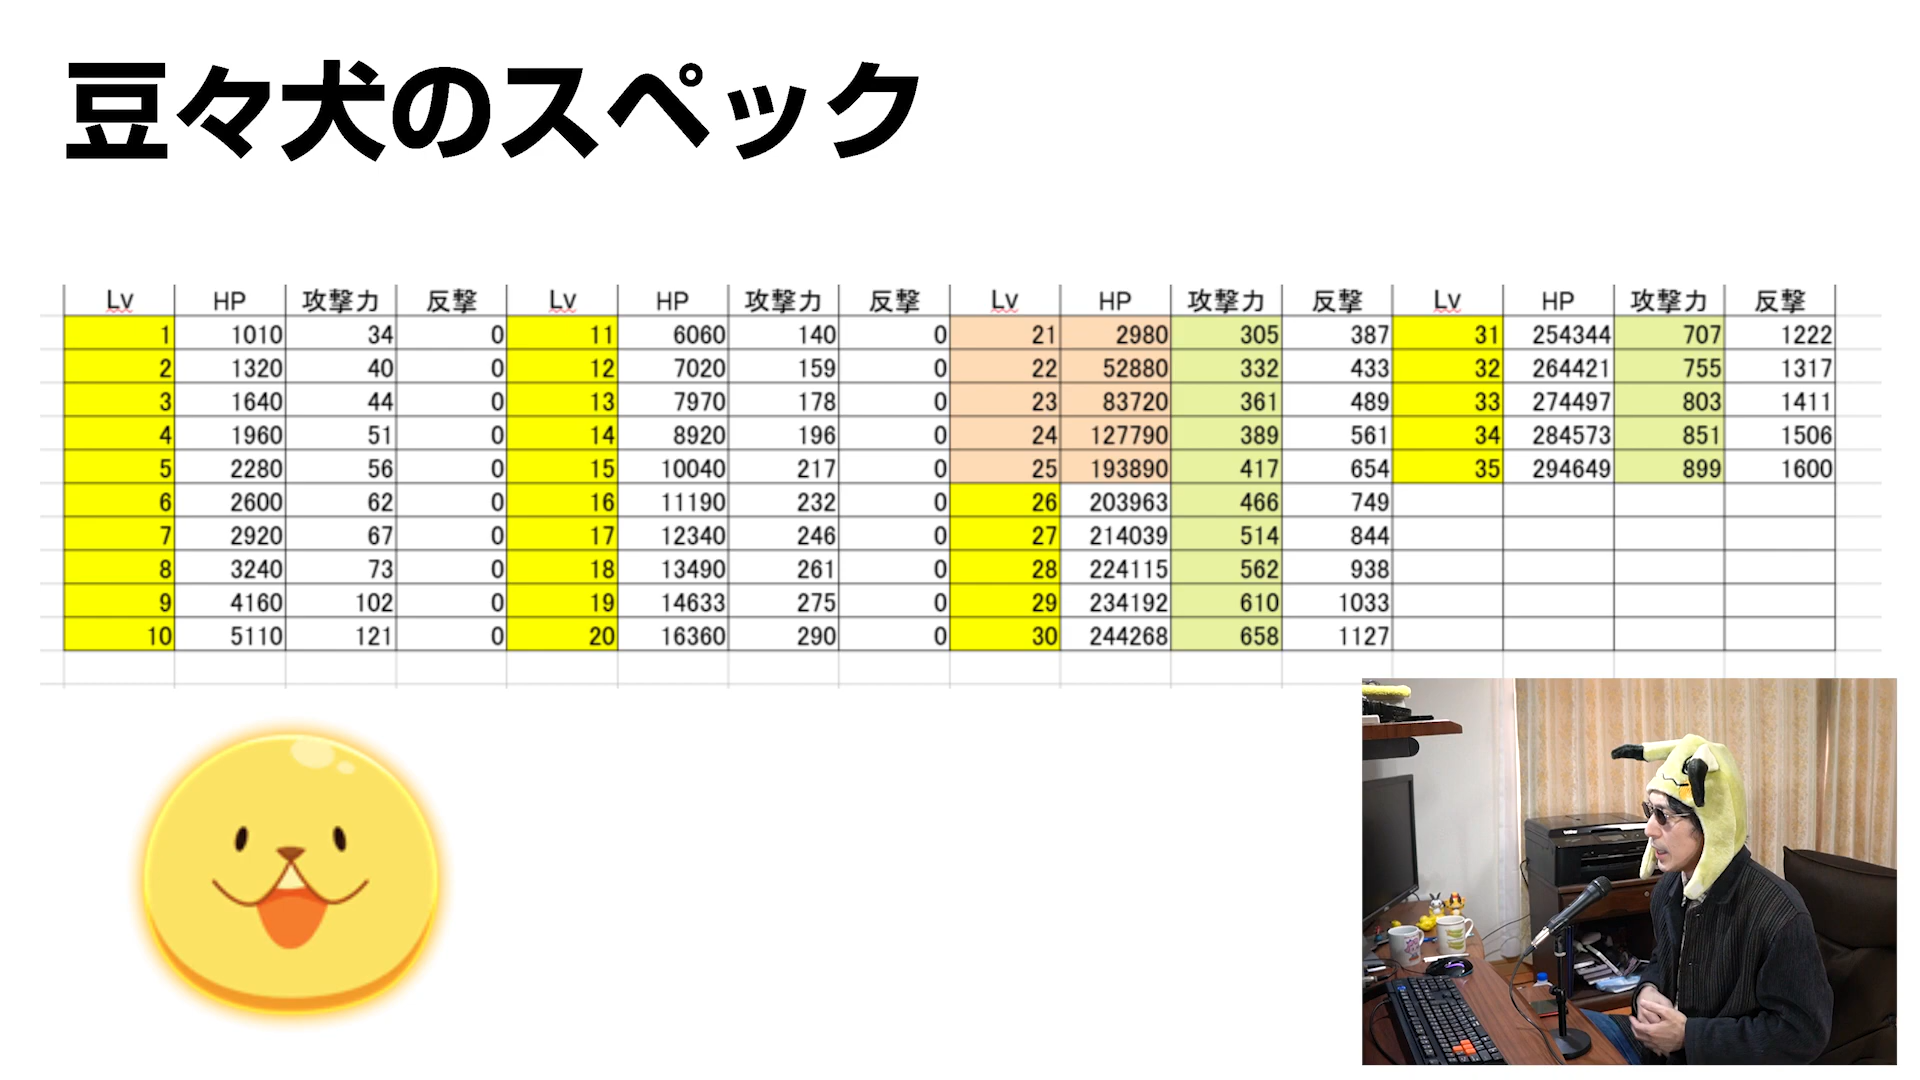 豆々犬のスペック
Lv HP 攻撃力 反撃 Lv HP 攻撃力 反撃 Lv HP 攻撃力 反撃 Lv HP 攻撃力 反撃
1 1010 34 0 11 6060 140 0 21 2980 305 387 31 254344 707 1222
2 1320 40 0 12 7020 159 0 22 52880 332 433 32 264421 755 1317
3 1640 44 0 13 7970 178 0 23 83720 361 489 33 274497 803 1411
4 1960 51 0 14 8920 196 0 24 127790 389 561 34 284573 851 1506
5 2280 56 0 15 10040 217 0 25 193890 417 654 35 294649 899 1600
6 2600 62 0 16 11190 232 0 26 203963 466 749
7 2920 67 0 17 12340 246 0 27 214039 514 844
8 3240 73 0 18 13490 261 0 28 224115 562 938
9 4160 102 0 19 14633 275 0 29 234192 610 1033
10 5110 121 0 20 16360 290 0 30 244268 658 1127